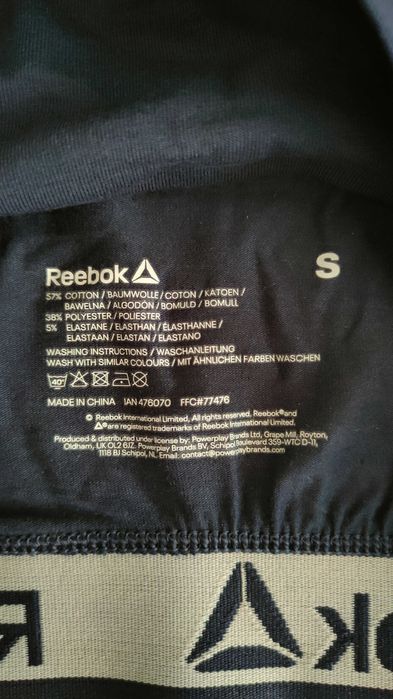 Reebok
S
57% COTTON / BAUMWOLLE / COTON / KATOEN /
BAWEŁNA / ALGODÓN / BOMULD / BOMULL
38% POLYESTER / POLIESTER
5% ELASTANE / ELASTHAN / ÉLASTHANNE /
ELASTAAN / ELASTAN / ELASTANO
WASHING INSTRUCTIONS / WASCHANLEITUNG
WASH WITH SIMILAR COLOURS / MIT ÄHNLICHEN FARBEN WASCHEN
40°
MADE IN CHINA IAN 476070 FFC#77476
© Reebok International Limited, All rights reserved. Reebok® and
® are registered trademarks of Reebok International Limited.
Produced & distributed under license by: Powerplay Brands Ltd, Grape Mill, Royton,
Oldham, UK OL2 6JZ. Powerplay Brands BV, Schipol Boulevard 359-WTC D-11,
1118 BJ Schipol, NL. Email: contact@powerplaybrands.com
R
ok